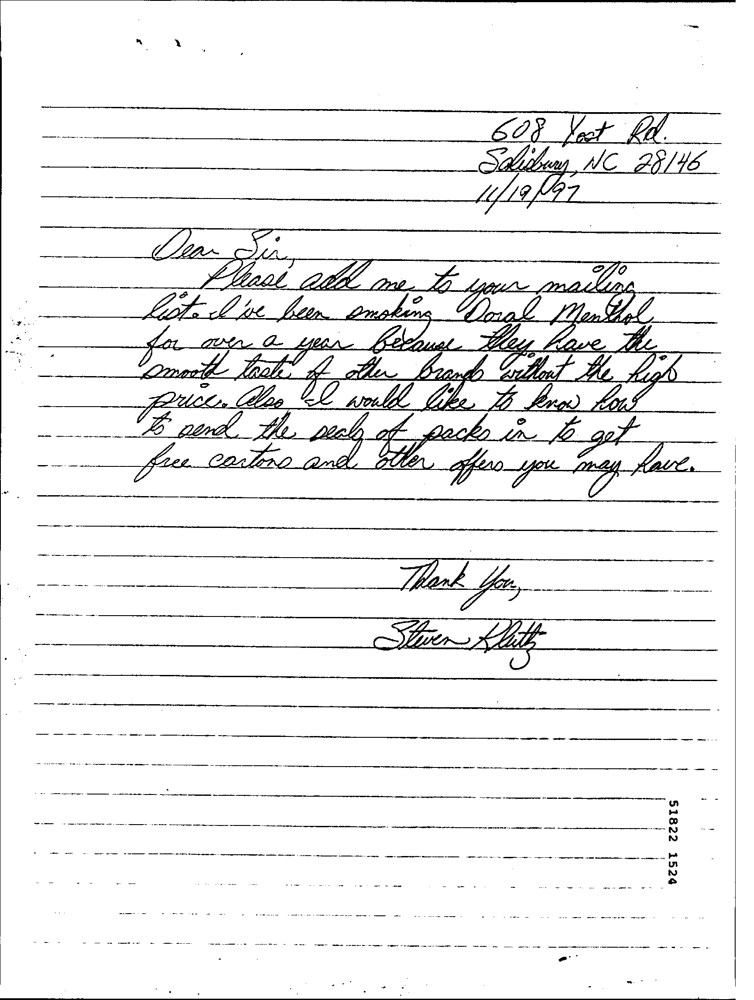 608 Yost Rd.
Salisbury, NC 28146
11/19/97
Dear Sir,
Please add me to your mailing
list. I've been smoking Doral Menthol
for over a year because they have the
smooth taste of other brands without the high
price. Also I would like to know how
to send the seals of packs in to get
free cartons and other offers you may have.
Thank You,
Steven Kluttz
51822 1524